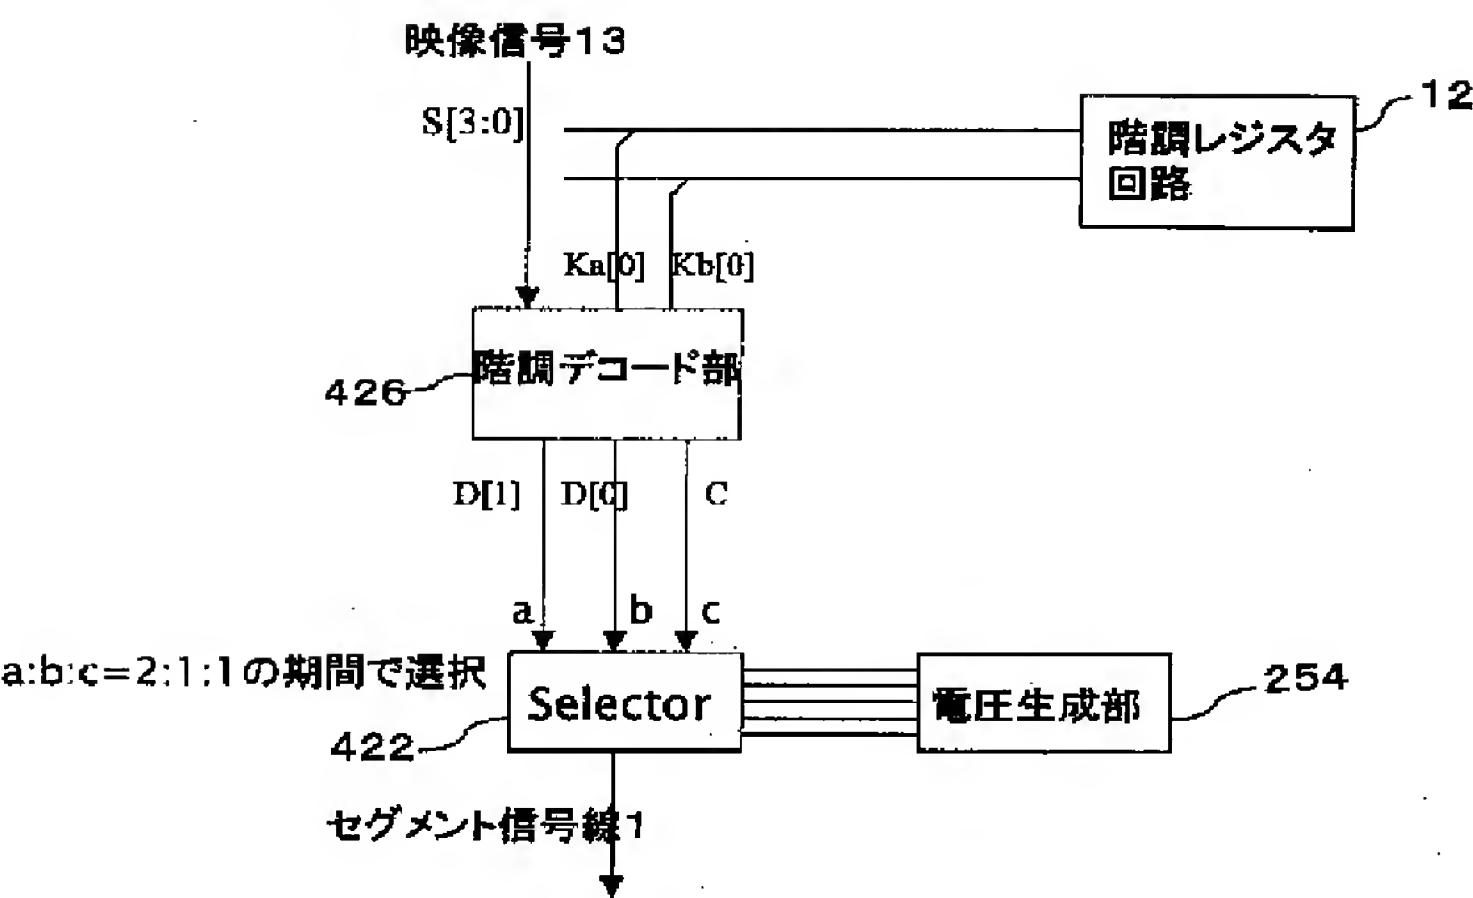 映像信号13
S[3:0]
12
階調レジスタ
回路
Ka[0]
Kb[0]
階調デコード部
426
D[1]
D[0]
C
a
b
c
a:b:c=2:1:1の期間で選択
Selector
電圧生成部
254
422
セグメント信号線1